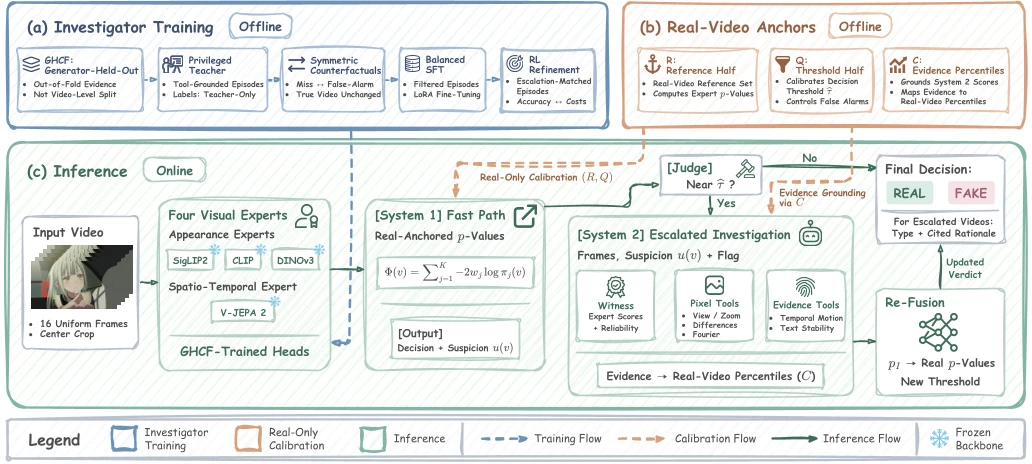 (a) Investigator Training
Offline
GHCF:
Generator-Held-Out
• Out-of-Fold Evidence
• Not Video-Level Split
Privileged
Teacher
• Tool-Grounded Episodes
• Labels: Teacher-Only
Symmetric
Counterfactuals
• Miss ↔ False-Alarm
• True Video Unchanged
Balanced
SFT
• Filtered Episodes
• LoRA Fine-Tuning
RL
Refinement
• Escalation-Matched
Episodes
• Accuracy ↔ Costs
(b) Real-Video Anchors
Offline
R:
Reference Half
• Real-Video Reference Set
• Computes Expert p-Values
Q:
Threshold Half
• Calibrates Decision
Threshold τ̂
• Controls False Alarms
C:
Evidence Percentiles
• Grounds System 2 Scores
• Maps Evidence to
Real-Video Percentiles
(c) Inference
Online
Input Video
• 16 Uniform Frames
• Center Crop
Four Visual Experts
Appearance Experts
SigLIP2
CLIP
DINOv3
Spatio-Temporal Expert
V-JEPA 2
GHCF-Trained Heads
Real-Only Calibration (R, Q)
[System 1] Fast Path
Real-Anchored p-Values
Φ(v) = ∑_{j=1}^{K} −2w_j log π_j(v)
[Output]
Decision + Suspicion u(v)
[Judge]
Near τ̂ ?
No
Yes
Evidence Grounding
via C
[System 2] Escalated Investigation
Frames, Suspicion u(v) + Flag
Witness
Expert Scores
+ Reliability
Pixel Tools
• View / Zoom
• Differences
• Fourier
Evidence Tools
• Temporal Motion
• Text Stability
Evidence → Real-Video Percentiles (C)
Final Decision:
REAL
FAKE
For Escalated Videos:
Type + Cited Rationale
Updated
Verdict
Re-Fusion
p_I → Real p-Values
New Threshold
Legend
Investigator
Training
Real-Only
Calibration
Inference
Training Flow
Calibration Flow
Inference Flow
Frozen
Backbone